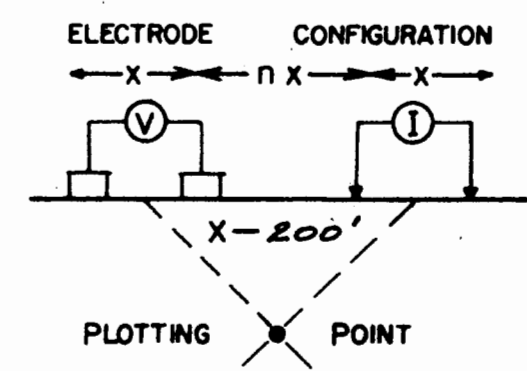 ELECTRODE CONFIGURATION
X n X X
V I
X-200'
PLOTTING POINT